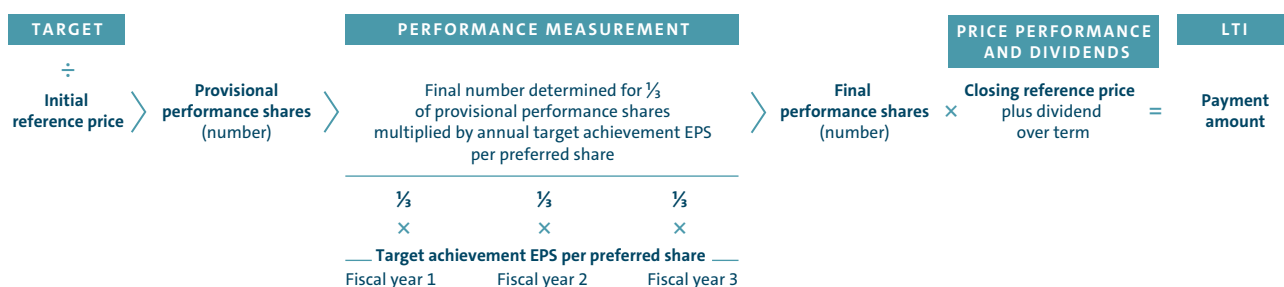 TARGET
÷
Initial
reference price
Provisional
performance shares
(number)
PERFORMANCE MEASUREMENT
Final number determined for ⅓
of provisional performance shares
multiplied by annual target achievement EPS
per preferred share
⅓ ⅓ ⅓
× × ×
Target achievement EPS per preferred share
Fiscal year 1 Fiscal year 2 Fiscal year 3
Final
performance shares
(number)
×
PRICE PERFORMANCE
AND DIVIDENDS
Closing reference price
plus dividend
over term
=
LTI
Payment
amount